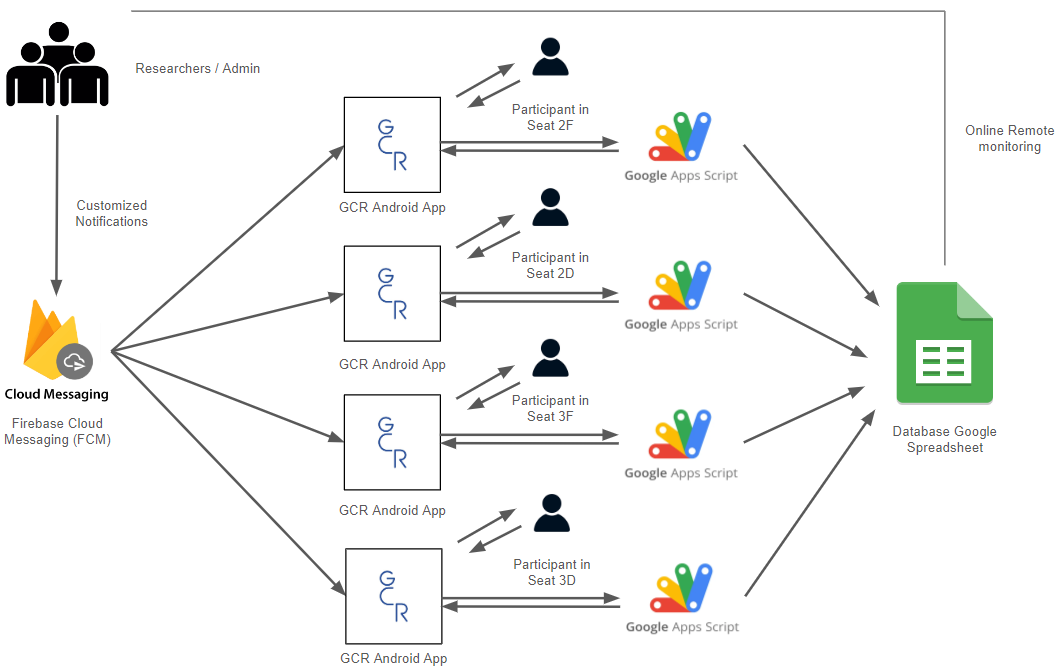 Researchers / Admin
Customized
Notifications
Cloud Messaging
Firebase Cloud
Messaging (FCM)
GCR
GCR Android App
Participant in
Seat 2F
Google Apps Script
GCR
GCR Android App
Participant in
Seat 2D
Google Apps Script
GCR
GCR Android App
Participant in
Seat 3F
Google Apps Script
GCR
GCR Android App
Participant in
Seat 3D
Google Apps Script
Online Remote
monitoring
Database Google
Spreadsheet